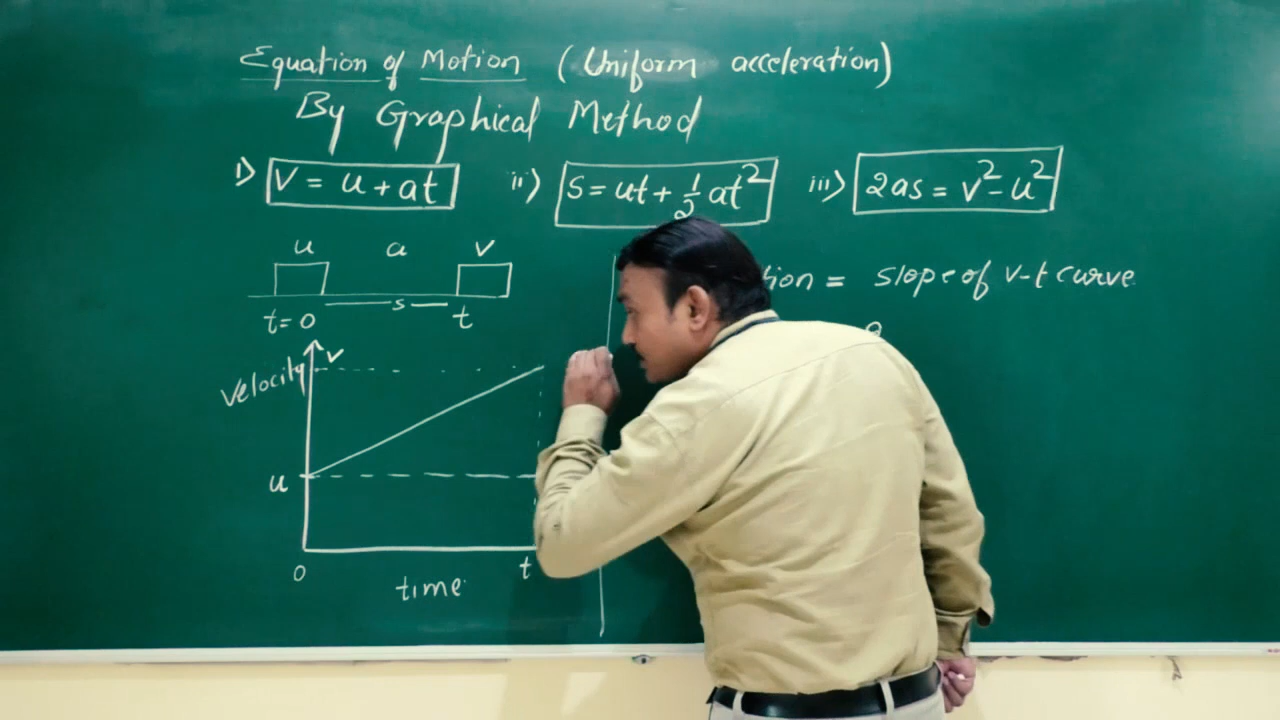 Equation of Motion (Uniform acceleration)
By Graphical Method
i) V = u + at
ii) S = ut + 1/2 at²
iii) 2as = v² - u²
u a v
s
t = 0 t
= slope of v-t curve
v
velocity
u
0 t
time